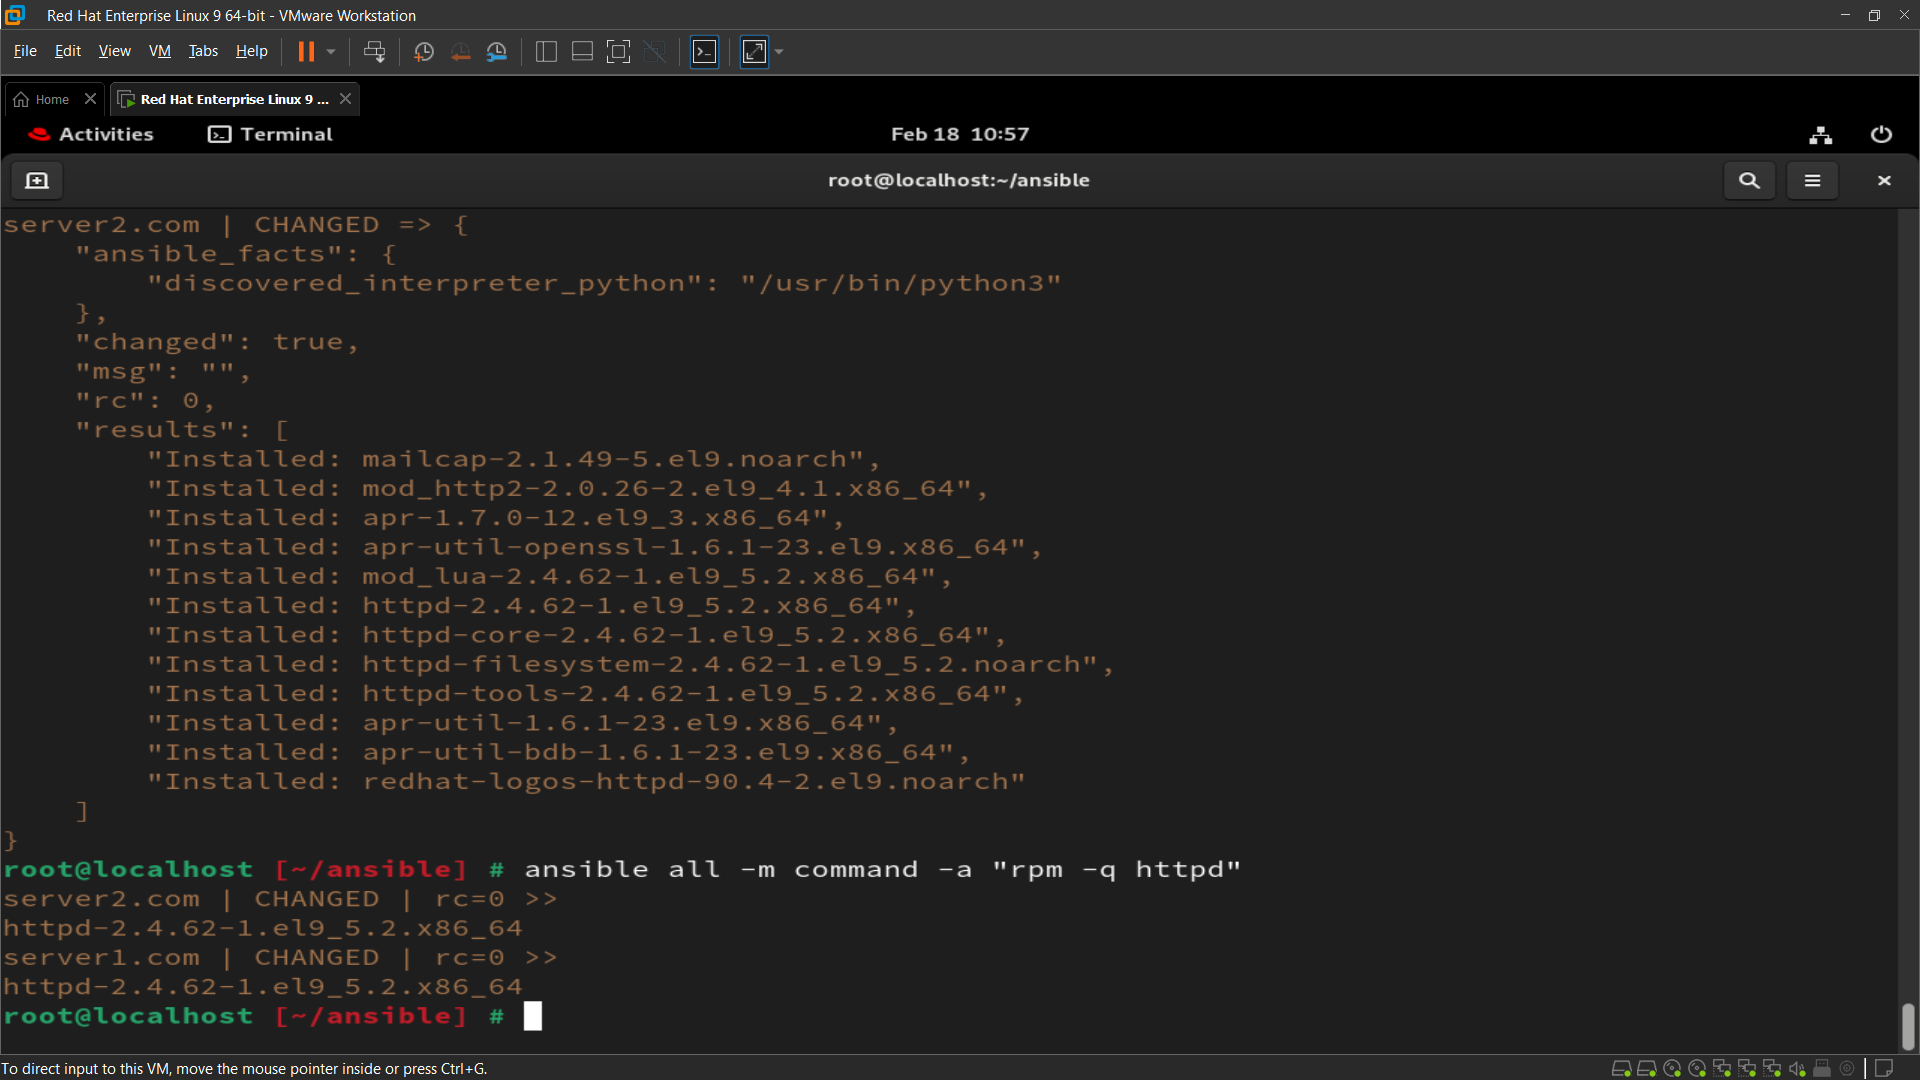 Red Hat Enterprise Linux 9 64-bit - VMware Workstation
File Edit View VM Tabs Help
Home Red Hat Enterprise Linux 9 ...
Activities Terminal Feb 18 10:57
root@localhost:~/ansible
server2.com | CHANGED => {
    "ansible_facts": {
        "discovered_interpreter_python": "/usr/bin/python3"
    },
    "changed": true,
    "msg": "",
    "rc": 0,
    "results": [
        "Installed: mailcap-2.1.49-5.el9.noarch",
        "Installed: mod_http2-2.0.26-2.el9_4.1.x86_64",
        "Installed: apr-1.7.0-12.el9_3.x86_64",
        "Installed: apr-util-openssl-1.6.1-23.el9.x86_64",
        "Installed: mod_lua-2.4.62-1.el9_5.2.x86_64",
        "Installed: httpd-2.4.62-1.el9_5.2.x86_64",
        "Installed: httpd-core-2.4.62-1.el9_5.2.x86_64",
        "Installed: httpd-filesystem-2.4.62-1.el9_5.2.noarch",
        "Installed: httpd-tools-2.4.62-1.el9_5.2.x86_64",
        "Installed: apr-util-1.6.1-23.el9.x86_64",
        "Installed: apr-util-bdb-1.6.1-23.el9.x86_64",
        "Installed: redhat-logos-httpd-90.4-2.el9.noarch"
    ]
}
root@localhost [~/ansible] # ansible all -m command -a "rpm -q httpd"
server2.com | CHANGED | rc=0 >>
httpd-2.4.62-1.el9_5.2.x86_64
server1.com | CHANGED | rc=0 >>
httpd-2.4.62-1.el9_5.2.x86_64
root@localhost [~/ansible] #
To direct input to this VM, move the mouse pointer inside or press Ctrl+G.